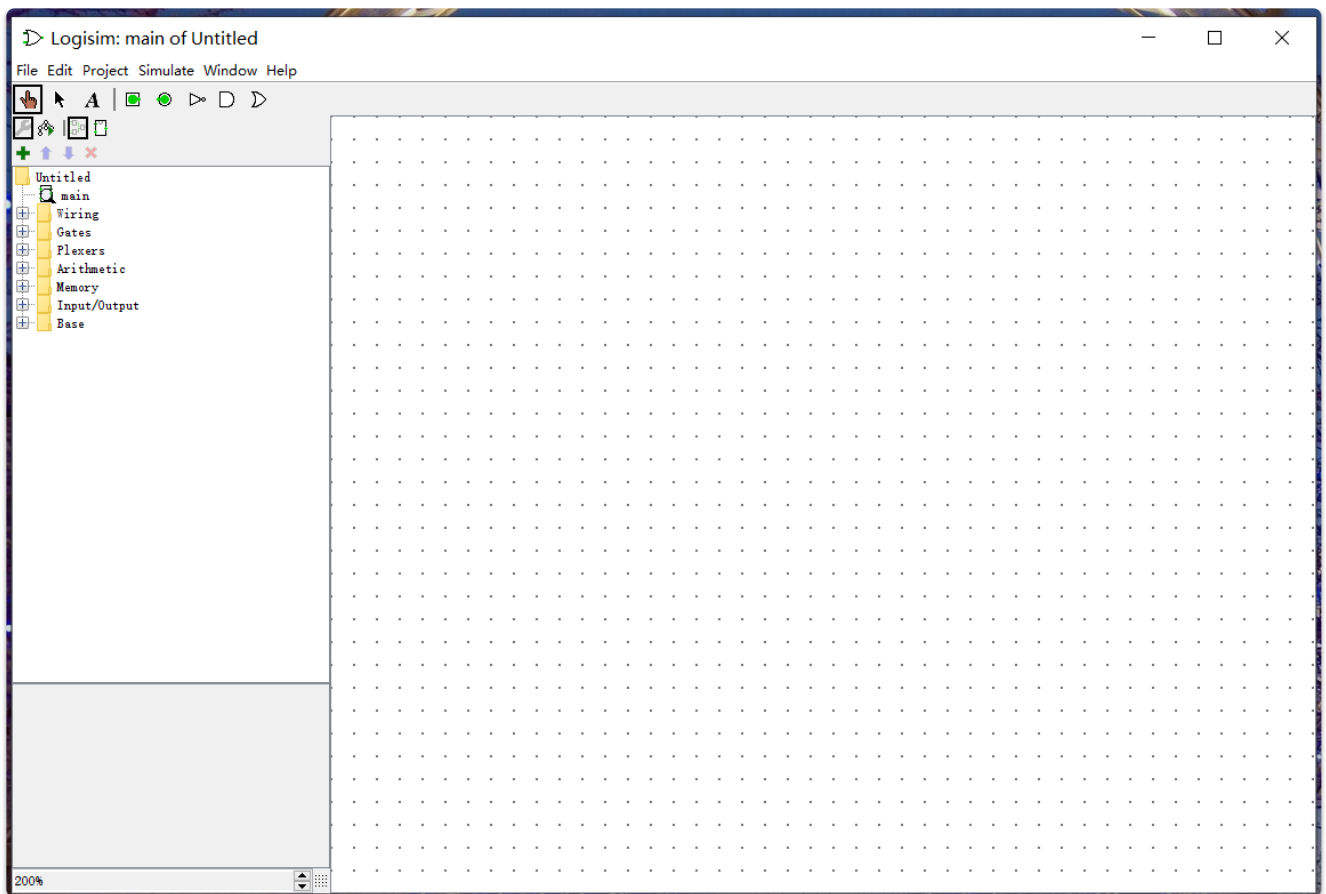 Logisim: main of Untitled
File Edit Project Simulate Window Help
A
Untitled
main
Wiring
Gates
Plexers
Arithmetic
Memory
Input/Output
Base
200%